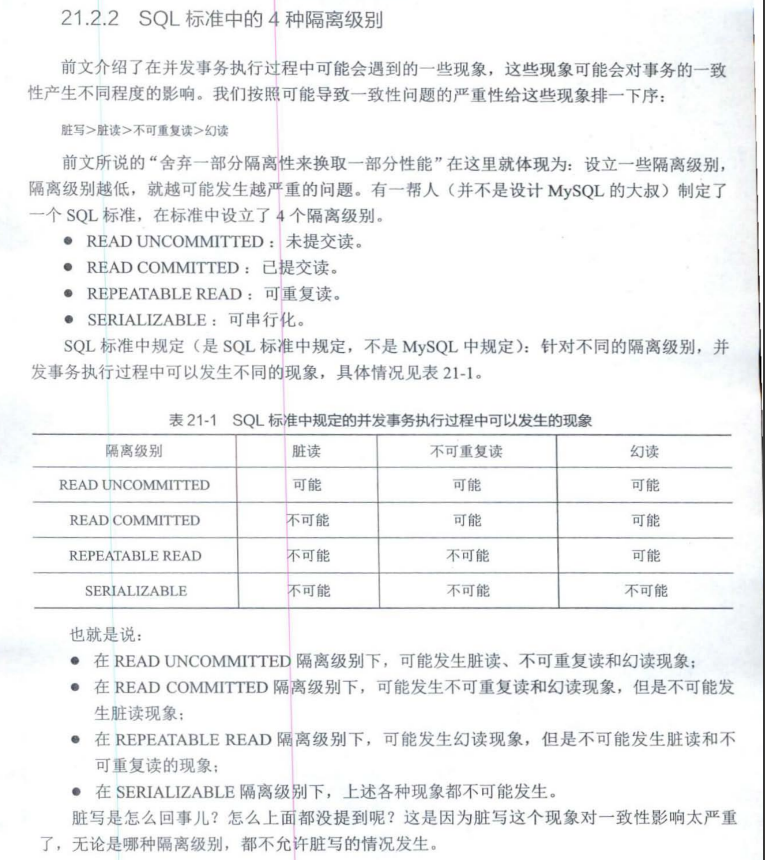 21.2.2 SQL 标准中的 4 种隔离级别
前文介绍了在并发事务执行过程中可能会遇到的一些现象，这些现象可能会对事务的一致
性产生不同程度的影响。我们按照可能导致一致性问题的严重性给这些现象排一下序：
脏写>脏读>不可重复读>幻读
前文所说的“舍弃一部分隔离性来换取一部分性能”在这里就体现为：设立一些隔离级别，
隔离级别越低，就越可能发生越严重的问题。有一帮人（并不是设计 MySQL 的大叔）制定了
一个 SQL 标准，在标准中设立了 4 个隔离级别。
● READ UNCOMMITTED：未提交读。
● READ COMMITTED：已提交读。
● REPEATABLE READ：可重复读。
● SERIALIZABLE：可串行化。
SQL 标准中规定（是 SQL 标准中规定，不是 MySQL 中规定）：针对不同的隔离级别，并
发事务执行过程中可以发生不同的现象，具体情况见表 21-1。
表 21-1 SQL 标准中规定的并发事务执行过程中可以发生的现象
隔离级别 脏读 不可重复读 幻读
READ UNCOMMITTED 可能 可能 可能
READ COMMITTED 不可能 可能 可能
REPEATABLE READ 不可能 不可能 可能
SERIALIZABLE 不可能 不可能 不可能
也就是说：
● 在 READ UNCOMMITTED 隔离级别下，可能发生脏读、不可重复读和幻读现象；
● 在 READ COMMITTED 隔离级别下，可能发生不可重复读和幻读现象，但是不可能发
生脏读现象；
● 在 REPEATABLE READ 隔离级别下，可能发生幻读现象，但是不可能发生脏读和不
可重复读的现象；
● 在 SERIALIZABLE 隔离级别下，上述各种现象都不可能发生。
脏写是怎么回事儿？怎么上面都没提到呢？这是因为脏写这个现象对一致性影响太严重
了，无论是哪种隔离级别，都不允许脏写的情况发生。